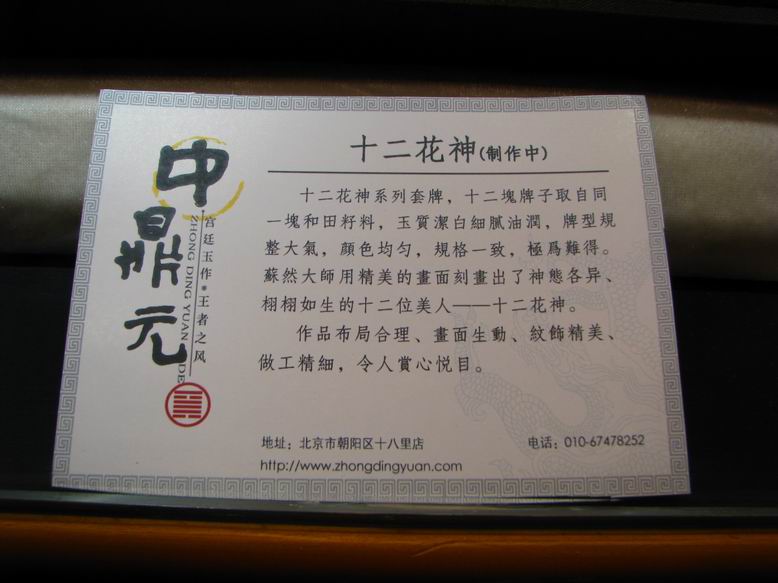 中鼎元
宫廷玉作·王者之风
ZHONG DING YUAN JADE
十二花神(制作中)
十二花神系列套牌，十二塊牌子取自同
一塊和田籽料，玉質潔白細膩油潤，牌型規
整大氣，顔色均匀，規格一致，極爲難得。
蘇然大師用精美的畫面刻畫出了神態各异、
栩栩如生的十二位美人——十二花神。
作品布局合理、畫面生動、紋飾精美、
做工精細，令人賞心悦目。
地址：北京市朝阳区十八里店
电话：010-67478252
http://www.zhongdingyuan.com